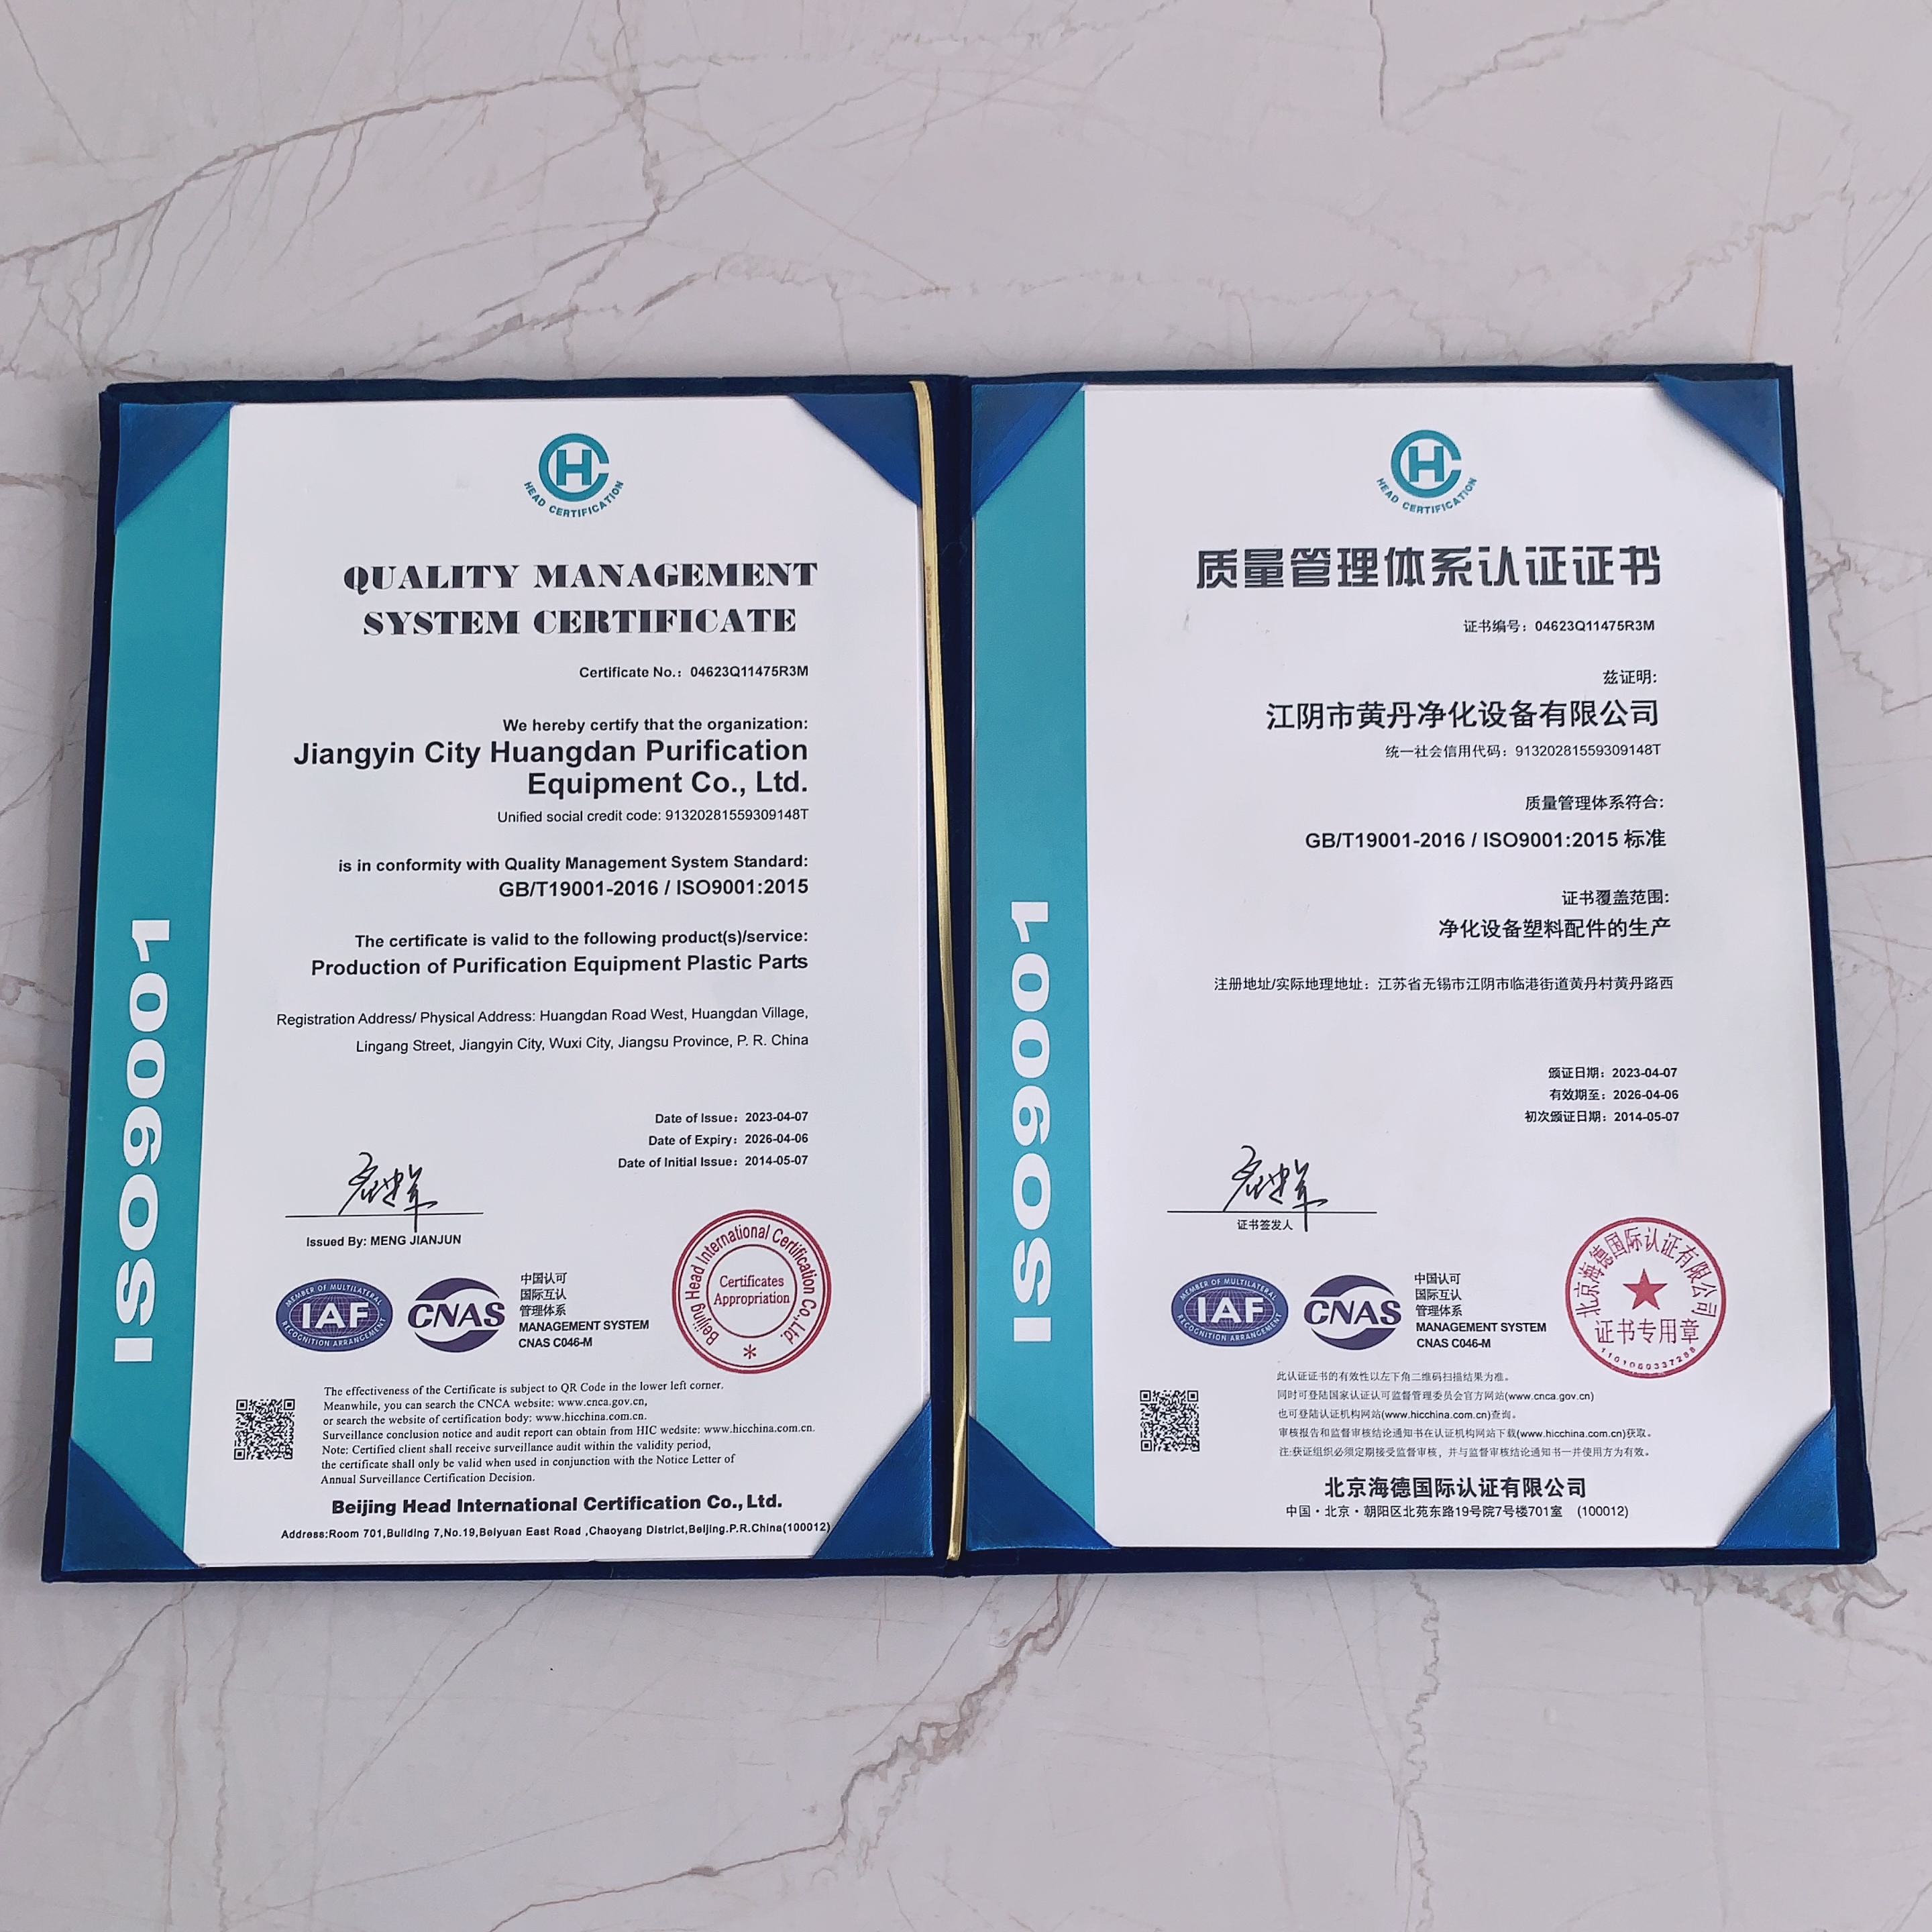 ISO9001
HEAD CERTIFICATION
QUALITY MANAGEMENT
SYSTEM CERTIFICATE
Certificate No.: 04623Q11475R3M
We hereby certify that the organization:
Jiangyin City Huangdan Purification
Equipment Co., Ltd.
Unified social credit code: 91320281559309148T
is in conformity with Quality Management System Standard:
GB/T19001-2016 / ISO9001:2015
The certificate is valid to the following product(s)/service:
Production of Purification Equipment Plastic Parts
Registration Address/ Physical Address: Huangdan Road West, Huangdan Village,
Lingang Street, Jiangyin City, Wuxi City, Jiangsu Province, P. R. China
Date of Issue: 2023-04-07
Date of Expiry: 2026-04-06
Date of Initial Issue: 2014-05-07
Issued By: MENG JIANJUN
MEMBER OF MULTILATERAL
IAF
RECOGNITION ARRANGEMENT
CNAS
中国认可
国际互认
管理体系
MANAGEMENT SYSTEM
CNAS C046-M
Beijing Head International Certification Co.,Ltd.
Certificates
Appropriation
The effectiveness of the Certificate is subject to QR Code in the lower left corner.
Meanwhile, you can search the CNCA website: www.cnca.gov.cn,
or search the website of certification body: www.hicchina.com.cn.
Surveillance conclusion notice and audit report can obtain from HIC wedsite: www.hicchina.com.cn.
Note: Certified client shall receive surveillance audit within the validity period,
the certificate shall only be valid when used in conjunction with the Notice Letter of
Annual Surveillance Certification Decision.
Beijing Head International Certification Co.,Ltd.
Address:Room 701,Building 7,No.19,Beiyuan East Road ,Chaoyang District,Beijing.P.R.China(100012)
ISO9001
HEAD CERTIFICATION
质量管理体系认证证书
证书编号：04623Q11475R3M
兹证明:
江阴市黄丹净化设备有限公司
统一社会信用代码：91320281559309148T
质量管理体系符合:
GB/T19001-2016 / ISO9001:2015 标准
证书覆盖范围:
净化设备塑料配件的生产
注册地址/实际地理地址：江苏省无锡市江阴市临港街道黄丹村黄丹路西
颁证日期：2023-04-07
有效期至：2026-04-06
初次颁证日期：2014-05-07
证书签发人
MEMBER OF MULTILATERAL
IAF
RECOGNITION ARRANGEMENT
CNAS
中国认可
国际互认
管理体系
MANAGEMENT SYSTEM
CNAS C046-M
北京海德国际认证有限公司
证书专用章
此认证证书的有效性以左下角二维码扫描结果为准。
同时可登陆国家认证认可监督管理委员会官方网站(www.cnca.gov.cn)
也可登陆认证机构网站(www.hicchina.com.cn)查询。
审核报告和监督审核结论通知书在认证机构网站下载(www.hicchina.com.cn)获取。
注:获证组织必须定期接受监督审核，并与监督审核结论通知书一并使用方为有效。
北京海德国际认证有限公司
中国·北京·朝阳区北苑东路19号院7号楼701室 (100012)